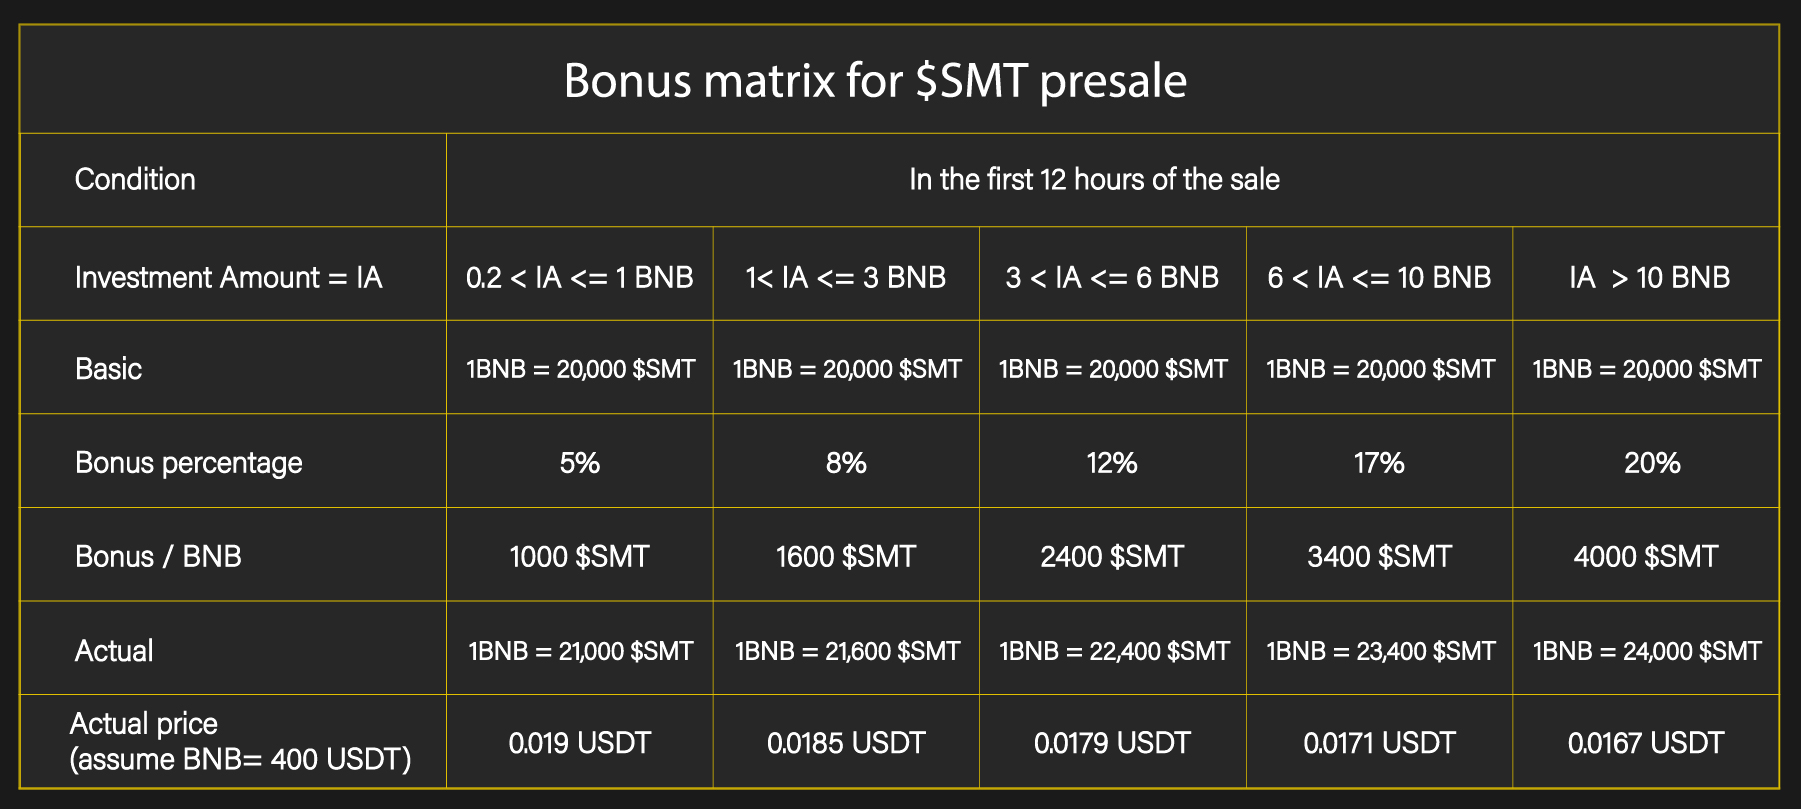 Bonus matrix for $SMT presale
Condition
In the first 12 hours of the sale
Investment Amount = IA
0.2 < IA <= 1 BNB
1< IA <= 3 BNB
3 < IA <= 6 BNB
6 < IA <= 10 BNB
IA > 10 BNB
Basic
1BNB = 20,000 $SMT
1BNB = 20,000 $SMT
1BNB = 20,000 $SMT
1BNB = 20,000 $SMT
1BNB = 20,000 $SMT
Bonus percentage
5%
8%
12%
17%
20%
Bonus / BNB
1000 $SMT
1600 $SMT
2400 $SMT
3400 $SMT
4000 $SMT
Actual
1BNB = 21,000 $SMT
1BNB = 21,600 $SMT
1BNB = 22,400 $SMT
1BNB = 23,400 $SMT
1BNB = 24,000 $SMT
Actual price
(assume BNB= 400 USDT)
0.019 USDT
0.0185 USDT
0.0179 USDT
0.0171 USDT
0.0167 USDT